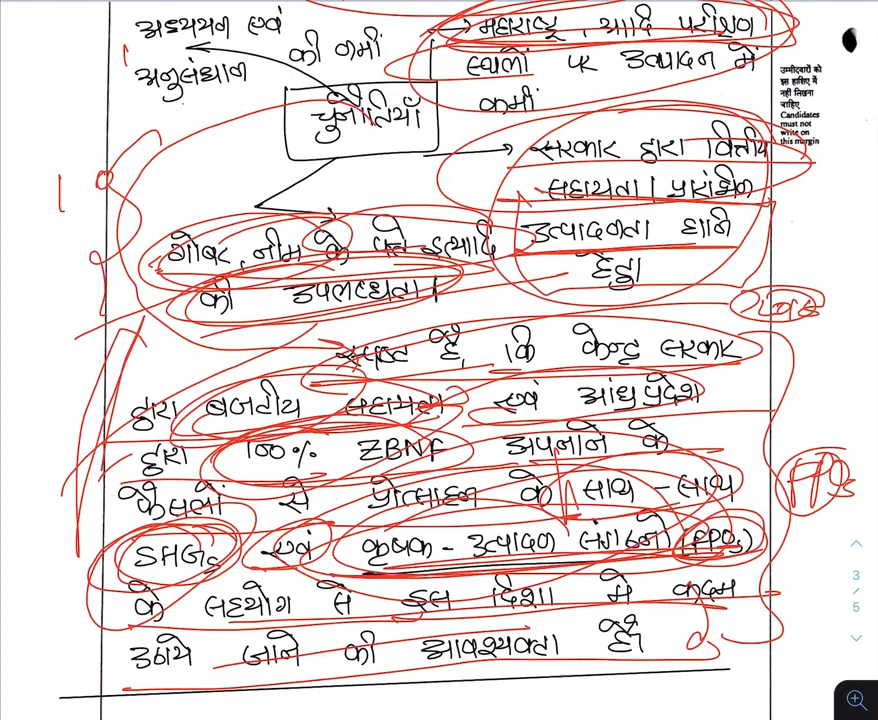 अध्ययन एवं
की कमी
अनुसंधान
→ महाराष्ट्र, आदि परीक्षण
स्थलों पर उत्पादन में
कमी
चुनौतियाँ
→ सरकार द्वारा वित्तीय
सहायता। प्रारंभिक
उत्पादनता हानि
हेतु।
गोबर, नीम के पत्ते इत्यादि
की उपलब्धता।
स्पष्ट है, कि केन्द्र सरकार
द्वारा बजटीय सहायता एवं आंध्रप्रदेश
द्वारा 100% ZBNF अपनाने के
फैसलों से प्रोत्साहन के साथ-साथ
SHGs एवं कृषक-उत्पादन संगठनों (FPOs)
के सहयोग से इस दिशा में कदम
उठाये जाने की आवश्यकता है।
FPOs
उम्मीदवारों को
इस हाशिए में
नहीं लिखना
चाहिए
Candidates
must not
write on
this margin
3
5